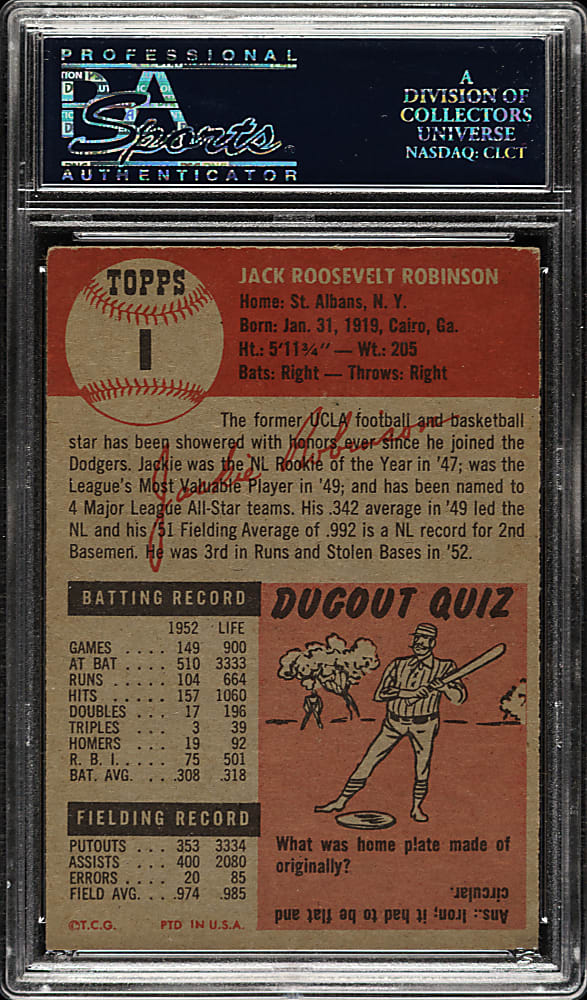 PROFESSIONAL
PSA
Sports
AUTHENTICATOR
A
DIVISION OF
COLLECTORS
UNIVERSE
NASDAQ: CLCT
TOPPS
1
JACK ROOSEVELT ROBINSON
Home: St. Albans, N. Y.
Born: Jan. 31, 1919, Cairo, Ga.
Ht.: 5'11¾" — Wt.: 205
Bats: Right — Throws: Right
The former UCLA football and basketball
star has been showered with honors ever since he joined the
Dodgers. Jackie was the NL Rookie of the Year in '47; was the
League's Most Valuable Player in '49; and has been named to
4 Major League All-Star teams. His .342 average in '49 led the
NL and his '51 Fielding Average of .992 is a NL record for 2nd
Basemen. He was 3rd in Runs and Stolen Bases in '52.
Jackie Robinson
BATTING RECORD
1952 LIFE
GAMES .... 149 900
AT BAT .... 510 3333
RUNS .... 104 664
HITS ..... 157 1060
DOUBLES ... 17 196
TRIPLES ... 3 39
HOMERS ... 19 92
R. B. I. .... 75 501
BAT. AVG. ... .308 .318
FIELDING RECORD
PUTOUTS ... 353 3334
ASSISTS ... 400 2080
ERRORS ... 20 85
FIELD AVG. ... .974 .985
©T.C.G. PTD IN U.S.A.
DUGOUT QUIZ
What was home plate made of
originally?
Ans.: Iron; it had to be flat and
circular.